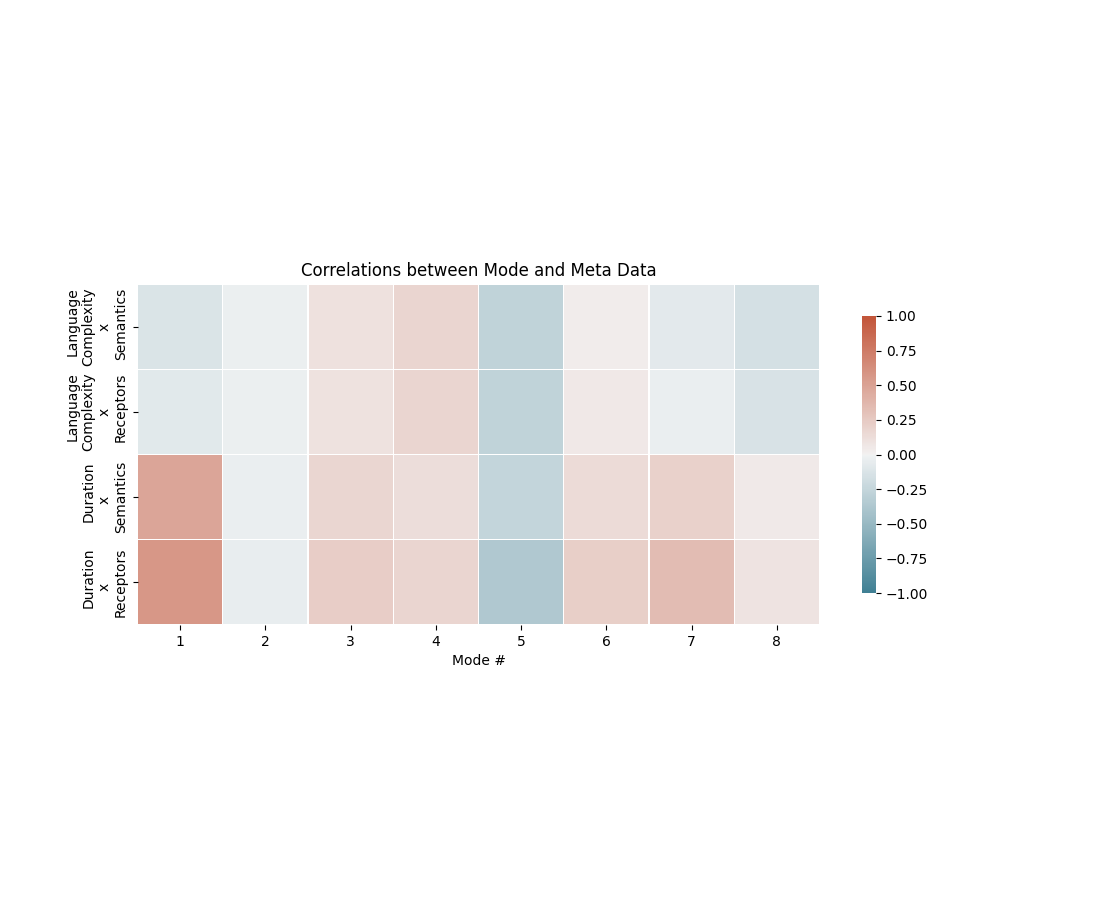 Correlations between Mode and Meta Data
Language
Complexity
x
Semantics
Language
Complexity
x
Receptors
Duration
x
Semantics
Duration
x
Receptors
1 2 3 4 5 6 7 8
Mode #
1.00
0.75
0.50
0.25
0.00
−0.25
−0.50
−0.75
−1.00